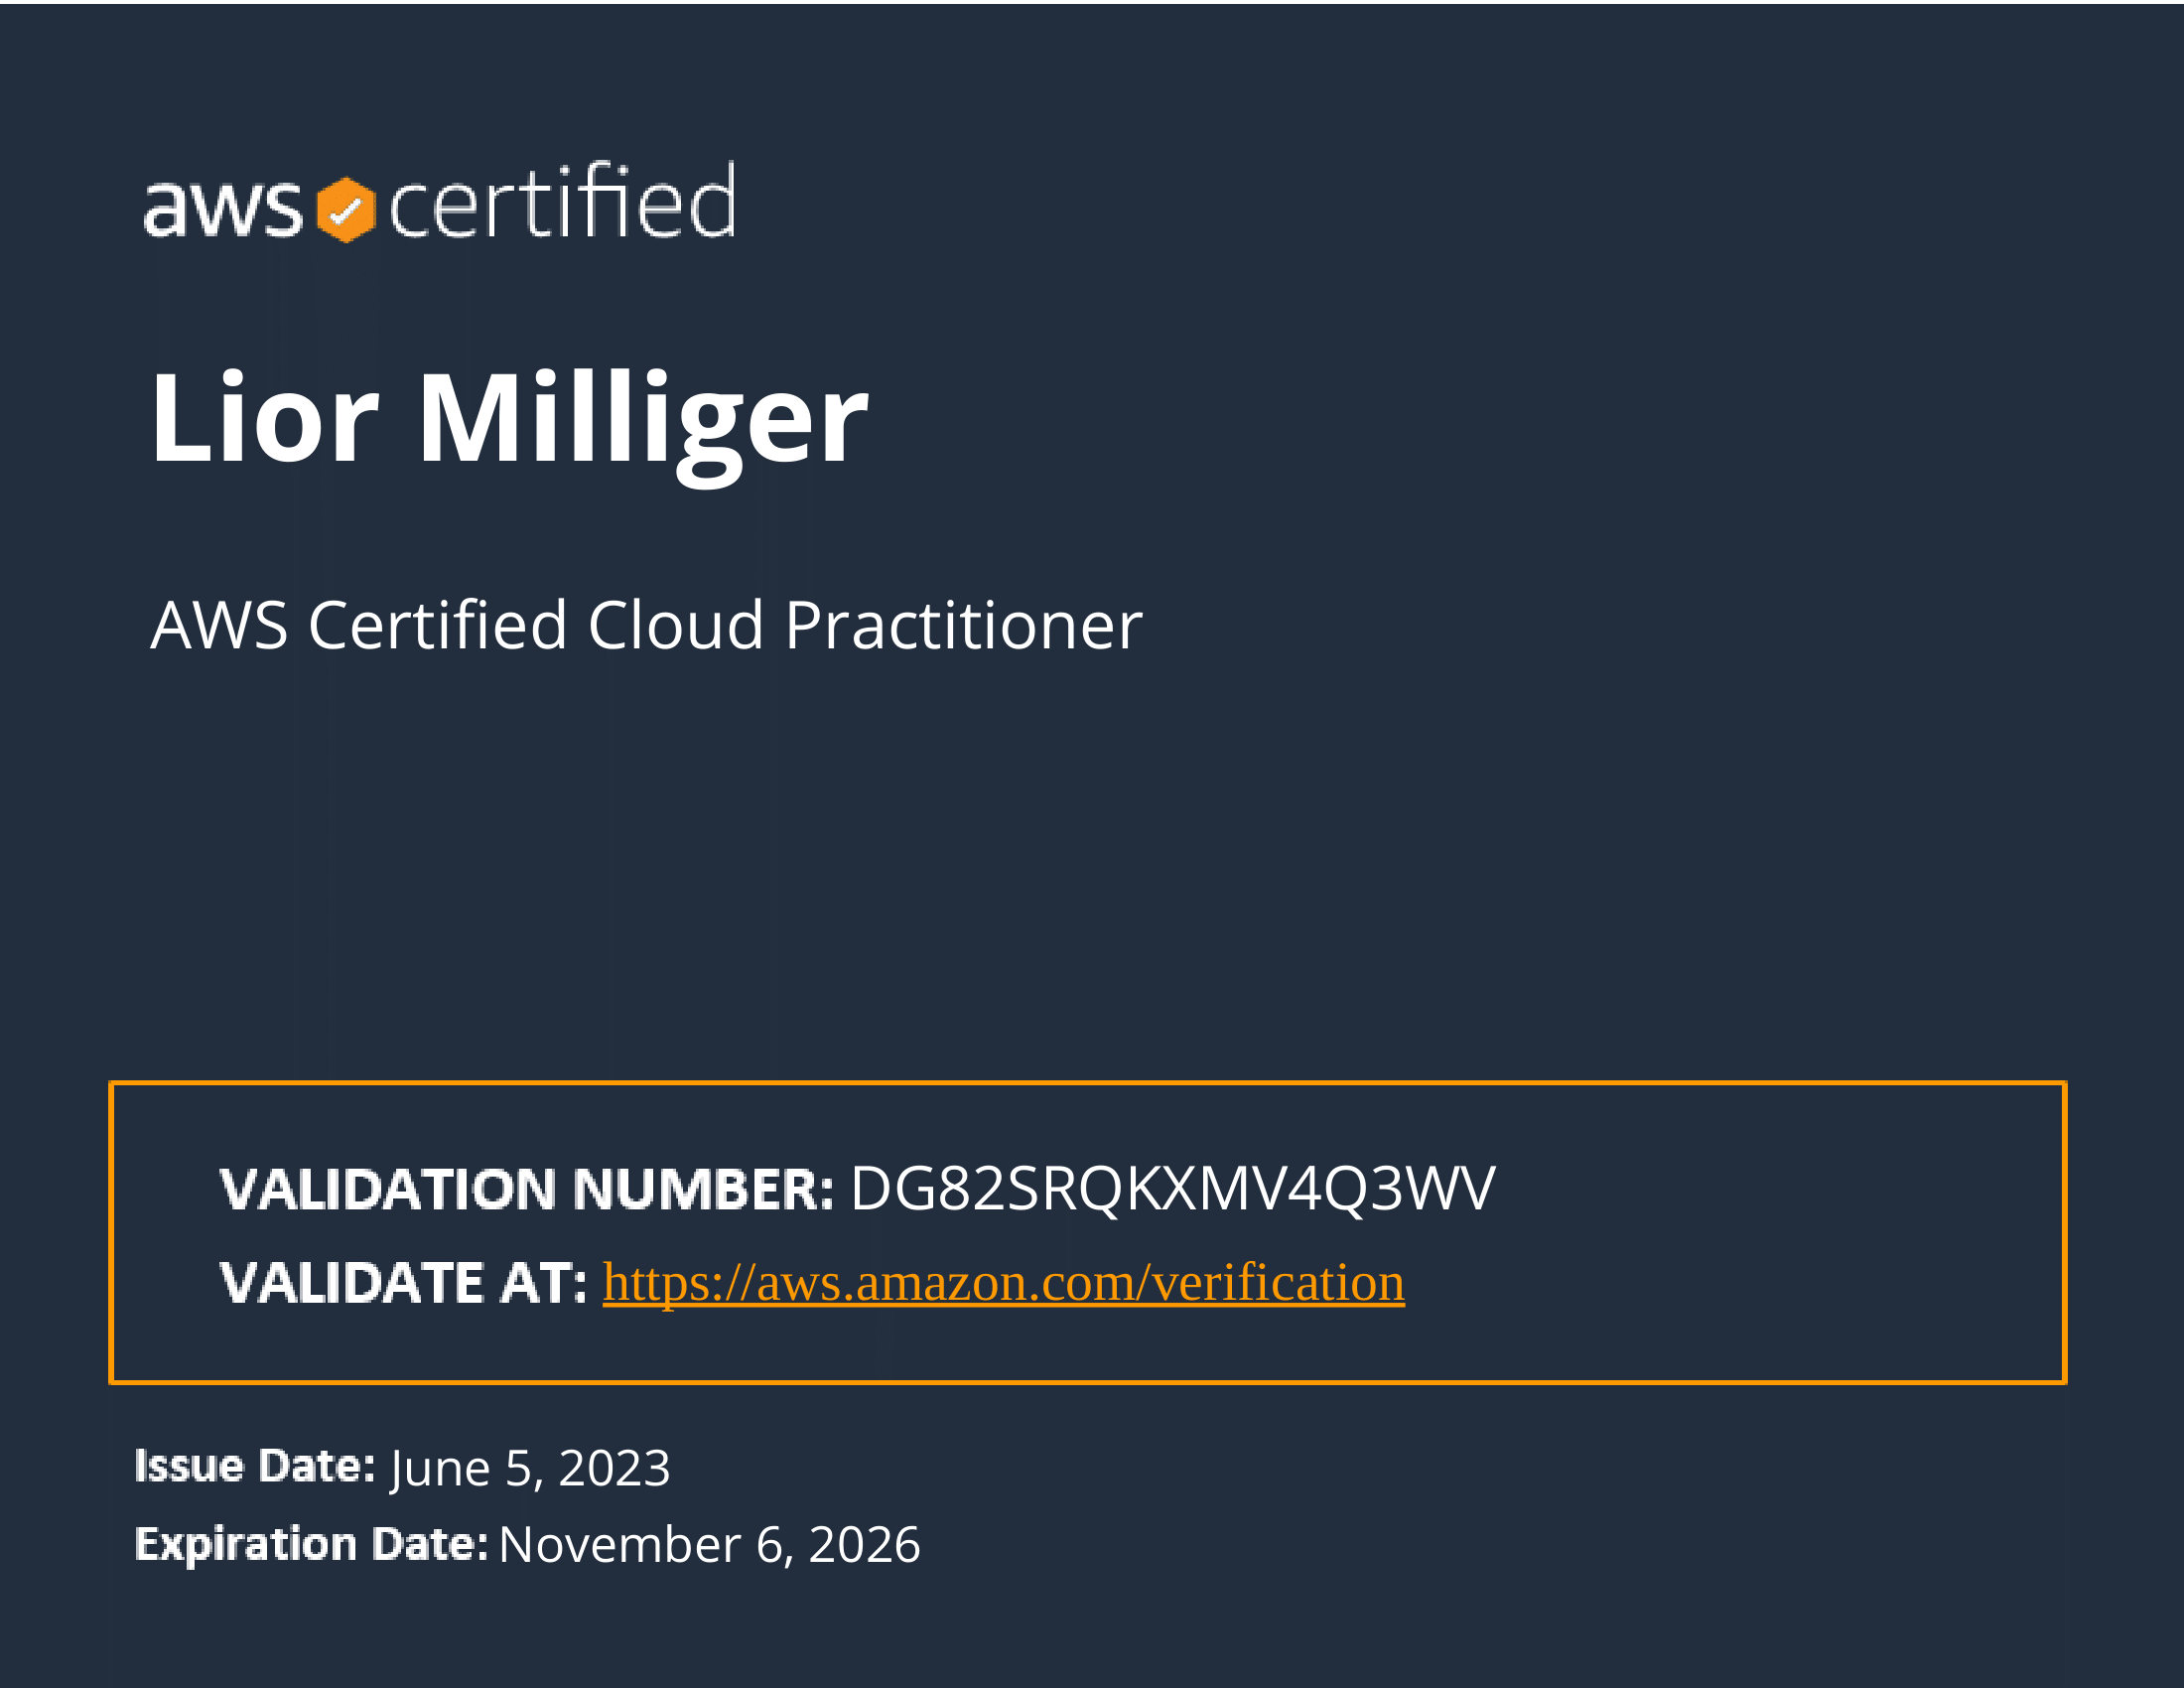 aws certified
Lior Milliger
AWS Certified Cloud Practitioner
VALIDATION NUMBER: DG82SRQKXMV4Q3WV
VALIDATE AT: https://aws.amazon.com/verification
Issue Date: June 5, 2023
Expiration Date: November 6, 2026